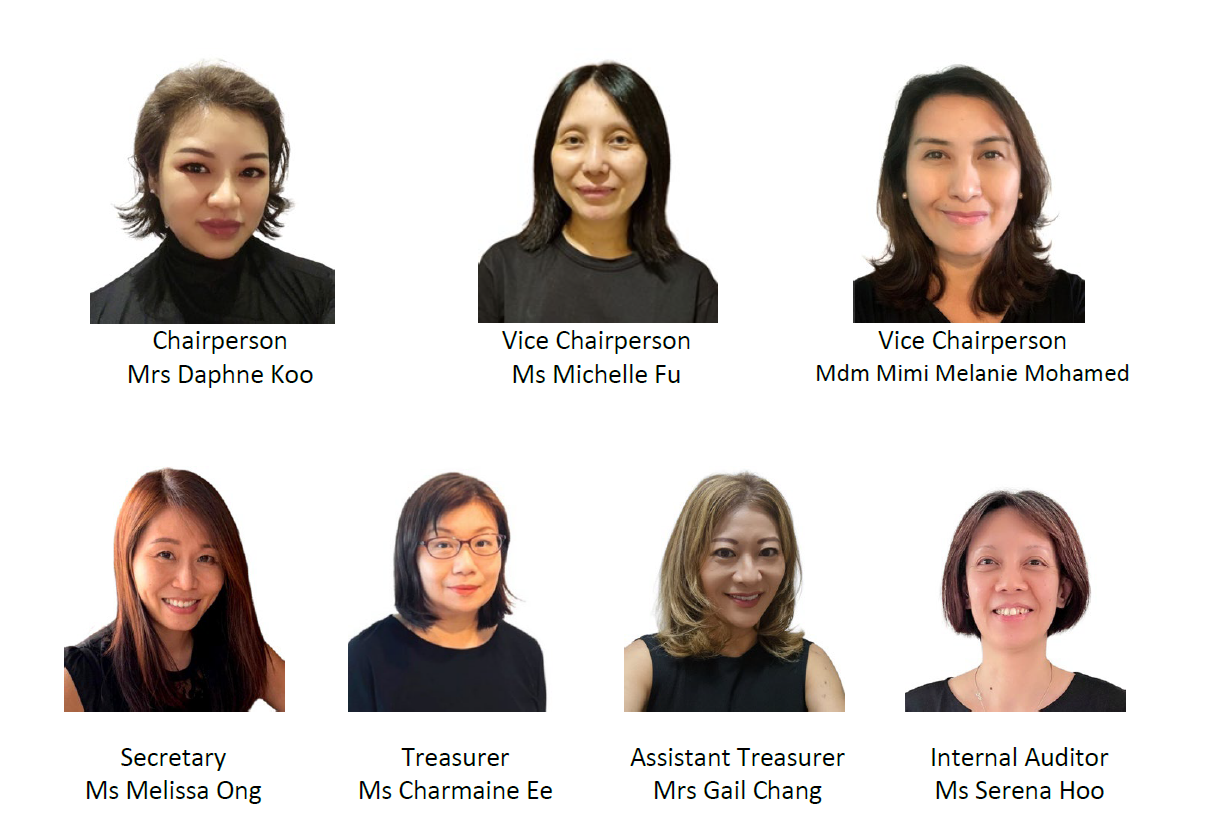 Chairperson
Mrs Daphne Koo
Vice Chairperson
Ms Michelle Fu
Vice Chairperson
Mdm Mimi Melanie Mohamed
Secretary
Ms Melissa Ong
Treasurer
Ms Charmaine Ee
Assistant Treasurer
Mrs Gail Chang
Internal Auditor
Ms Serena Hoo